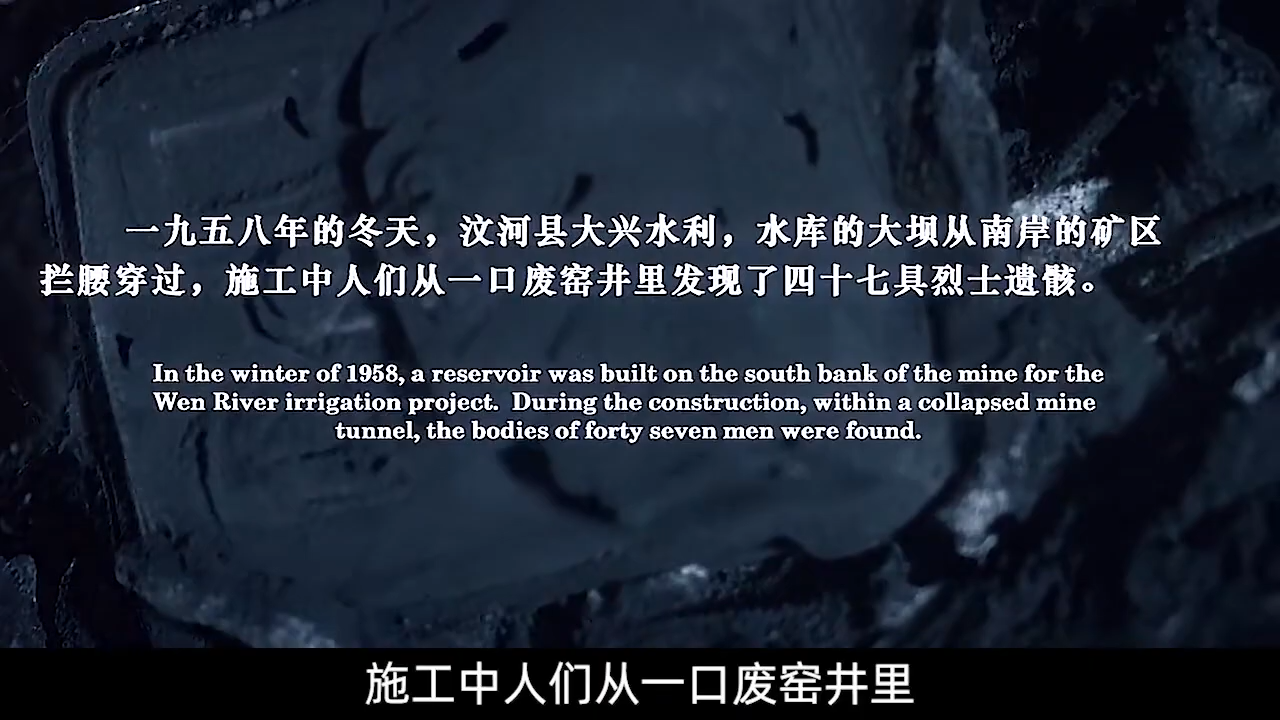 一九五八年的冬天，汶河县大兴水利，水库的大坝从南岸的矿区
拦腰穿过，施工中人们从一口废窑井里发现了四十七具烈士遗骸。
In the winter of 1958, a reservoir was built on the south bank of the mine for the
Wen River irrigation project. During the construction, within a collapsed mine
tunnel, the bodies of forty seven men were found.
施工中人们从一口废窑井里